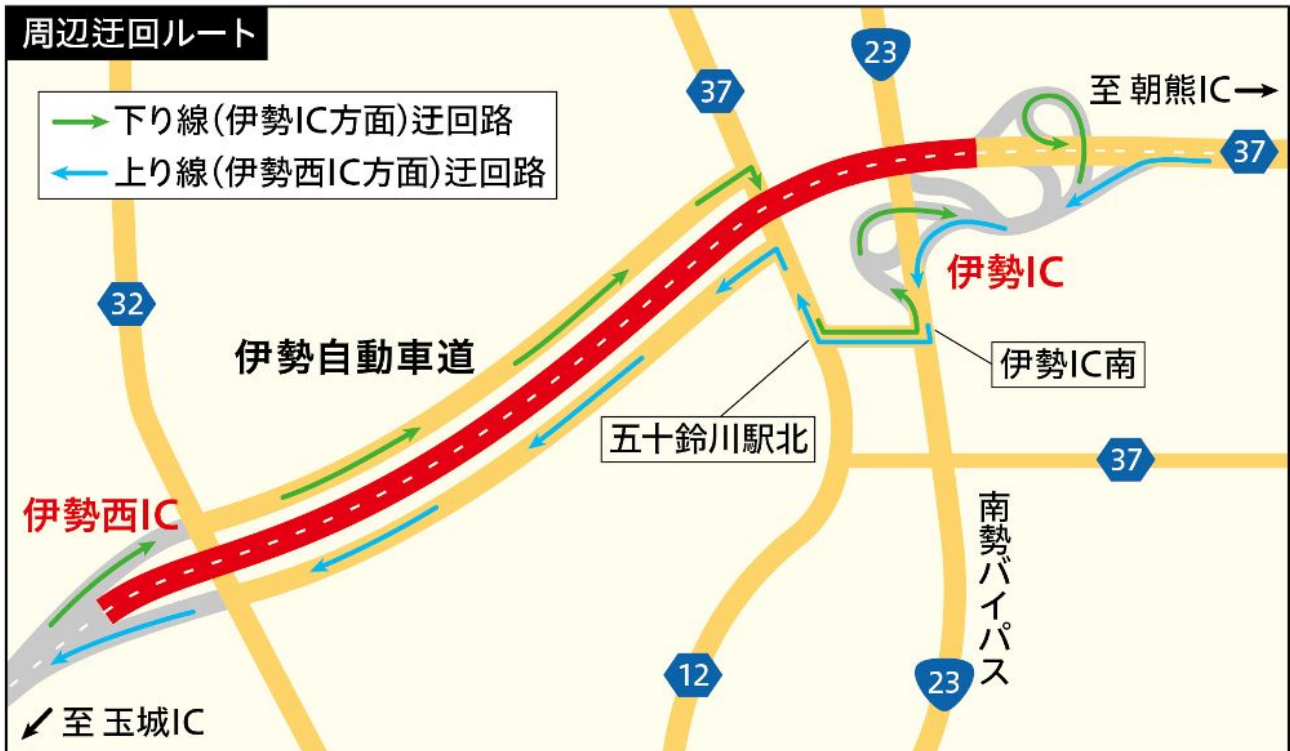 周辺迂回ルート
下り線(伊勢IC方面)迂回路
上り線(伊勢西IC方面)迂回路
37
23
至 朝熊IC
37
32
伊勢自動車道
伊勢IC
伊勢IC南
五十鈴川駅北
37
伊勢西IC
南勢バイパス
12
23
至 玉城IC